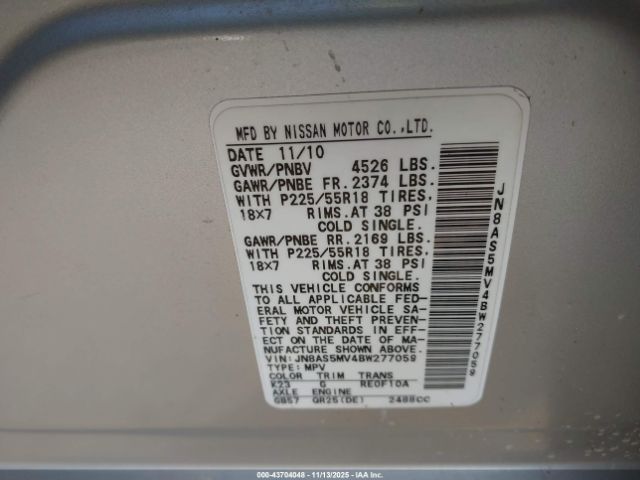 MFD BY NISSAN MOTOR CO.,LTD.
DATE 11/10
GVWR/PNBV 4526 LBS.
GAWR/PNBE FR. 2374 LBS.
WITH P225/55R18 TIRES,
18X7 RIMS.AT 38 PSI
COLD SINGLE.
GAWR/PNBE RR. 2169 LBS.
WITH P225/55R18 TIRES,
18X7 RIMS.AT 38 PSI
COLD SINGLE.
THIS VEHICLE CONFORMS
TO ALL APPLICABLE FED-
ERAL MOTOR VEHICLE SA-
FETY AND THEFT PREVEN-
TION STANDARDS IN EFF-
ECT ON THE DATE OF MA-
NUFACTURE SHOWN ABOVE.
VIN:JN8AS5MV4BW277059
TYPE:MPV
COLOR TRIM TRANS
K23 G RE0F10A
AXLE ENGINE
GB57 QR25(DE) 2488CC
JN8AS5MV4BW277059
000-43704048 - 11/13/2025 - IAA Inc.